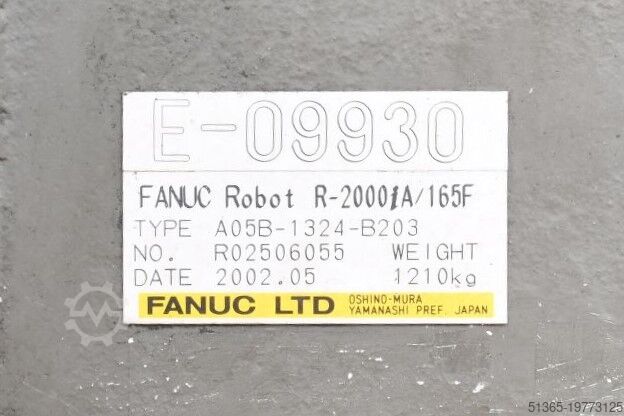 E-09930
FANUC Robot R-2000iA/165F
TYPE A05B-1324-B203
NO. R02506055 WEIGHT
DATE 2002.05 1210kg
FANUC LTD OSHINO-MURA
YAMANASHI PREF. JAPAN
51365-19773125